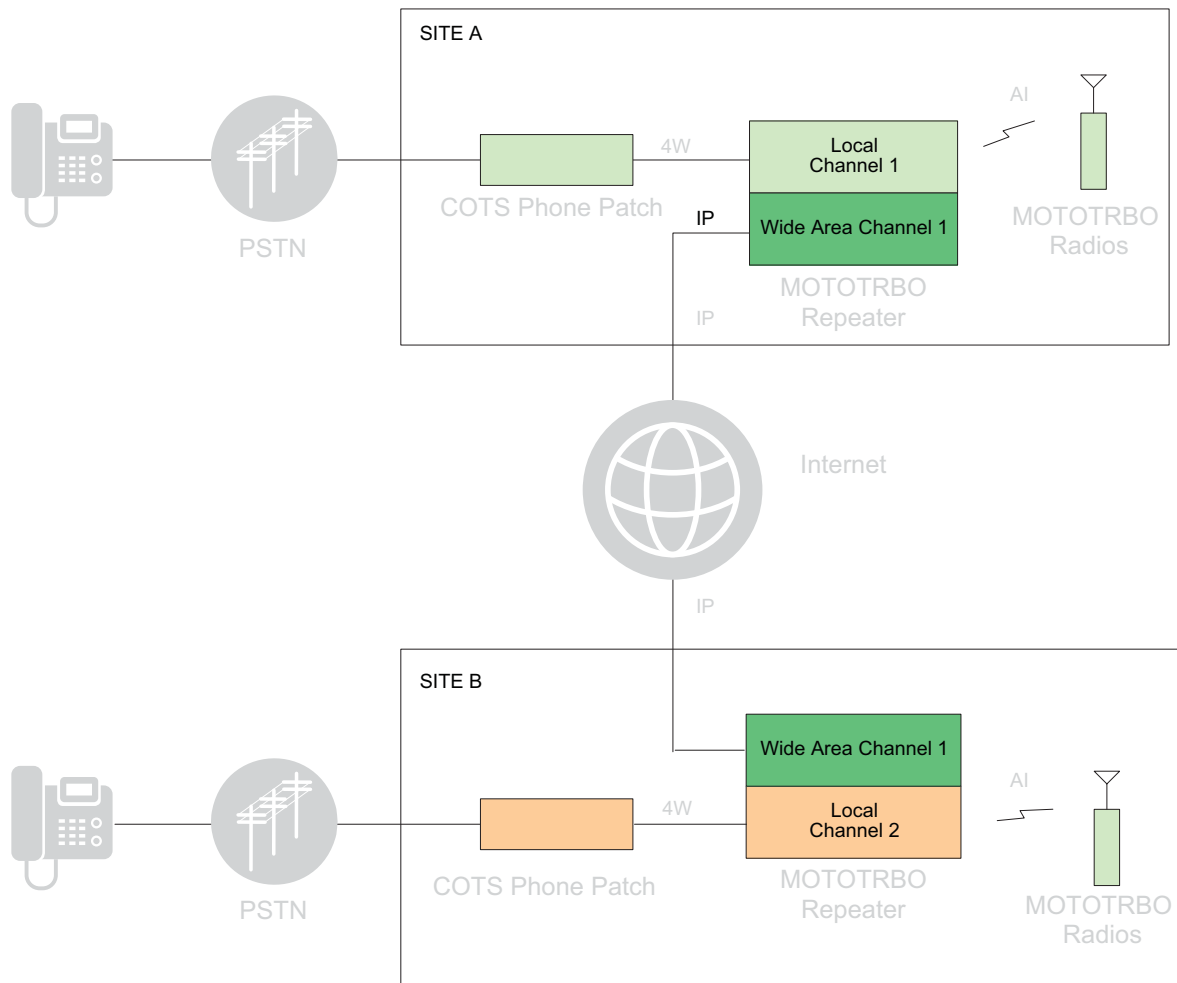 SITE A
AI
4W
Local
Channel 1
COTS Phone Patch
IP
Wide Area Channel 1
MOTOTRBO
Radios
PSTN
MOTOTRBO
Repeater
IP
Internet
IP
SITE B
Wide Area Channel 1
AI
4W
Local
Channel 2
COTS Phone Patch
MOTOTRBO
Repeater
MOTOTRBO
Radios
PSTN